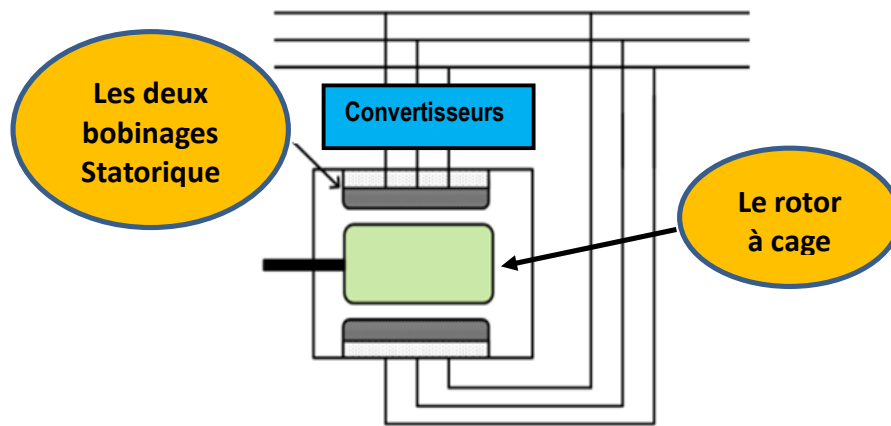 Les deux
bobinages
Statorique
Convertisseurs
Le rotor
à cage